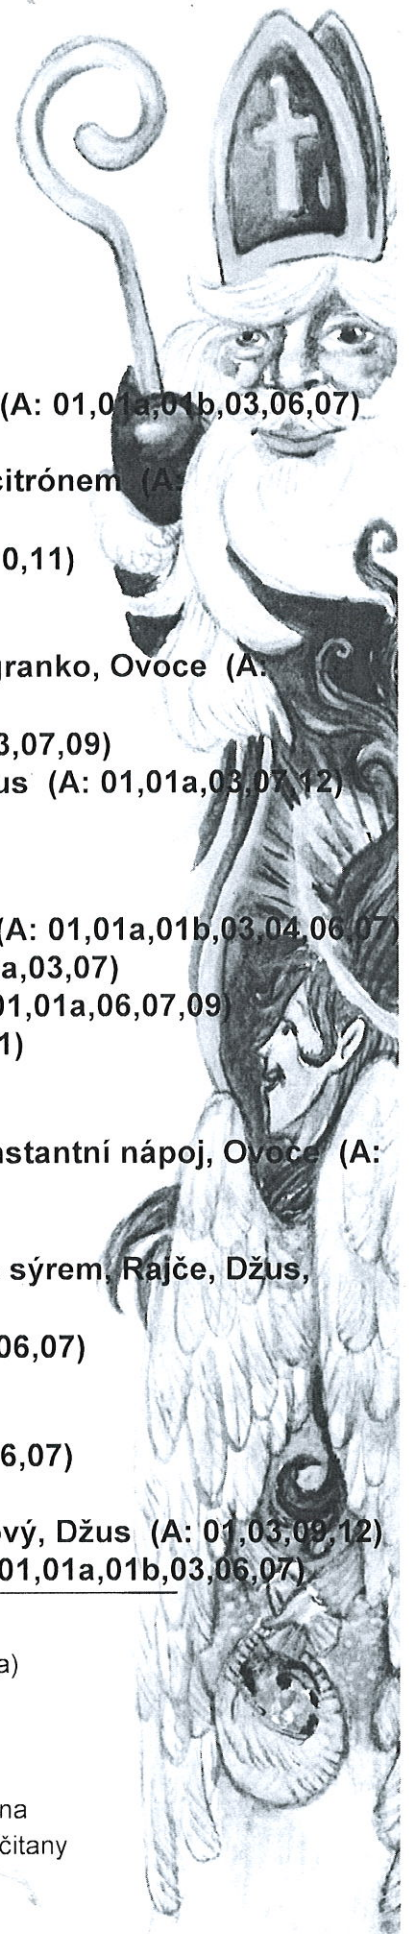 (A: 01,01a,01b,03,06,07)
citrónem (A:
0,11)
granko, Ovoce (A:
3,07,09)
us (A: 01,01a,03,07,12)
(A: 01,01a,01b,03,04,06,07)
a,03,07)
01,01a,06,07,09)
1)
nstantní nápoj, Ovoce (A:
sýrem, Rajče, Džus,
06,07)
6,07)
ový, Džus (A: 01,03,09,12)
01,01a,01b,03,06,07)
a)
na
čitany